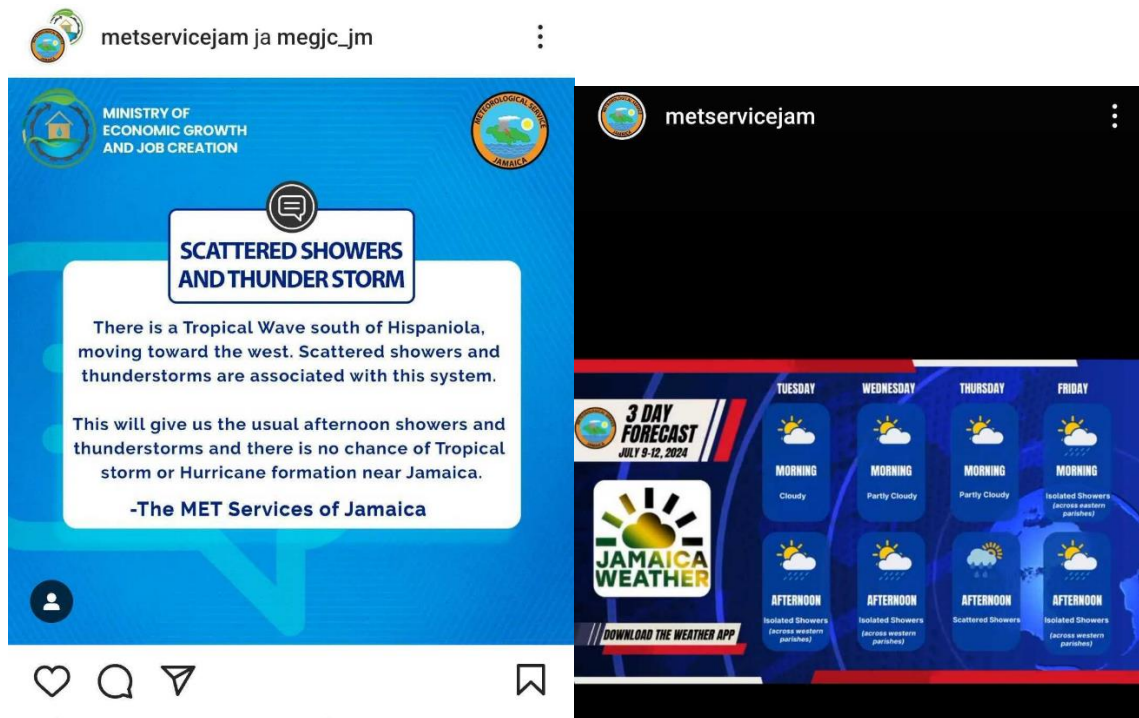 metservicejam ja megjc_jm
MINISTRY OF
ECONOMIC GROWTH
AND JOB CREATION
METEOROLOGICAL SERVICE
JAMAICA
SCATTERED SHOWERS
AND THUNDER STORM
There is a Tropical Wave south of Hispaniola,
moving toward the west. Scattered showers and
thunderstorms are associated with this system.
This will give us the usual afternoon showers and
thunderstorms and there is no chance of Tropical
storm or Hurricane formation near Jamaica.
-The MET Services of Jamaica
metservicejam
3 DAY
FORECAST
JULY 9-12, 2024
JAMAICA
WEATHER
DOWNLOAD THE WEATHER APP
TUESDAY
MORNING
Cloudy
AFTERNOON
Isolated Showers
(across western
parishes)
WEDNESDAY
MORNING
Partly Cloudy
AFTERNOON
Isolated Showers
(across western
parishes)
THURSDAY
MORNING
Partly Cloudy
AFTERNOON
Scattered Showers
FRIDAY
MORNING
Isolated Showers
(across eastern
parishes)
AFTERNOON
Isolated Showers
(across western
parishes)